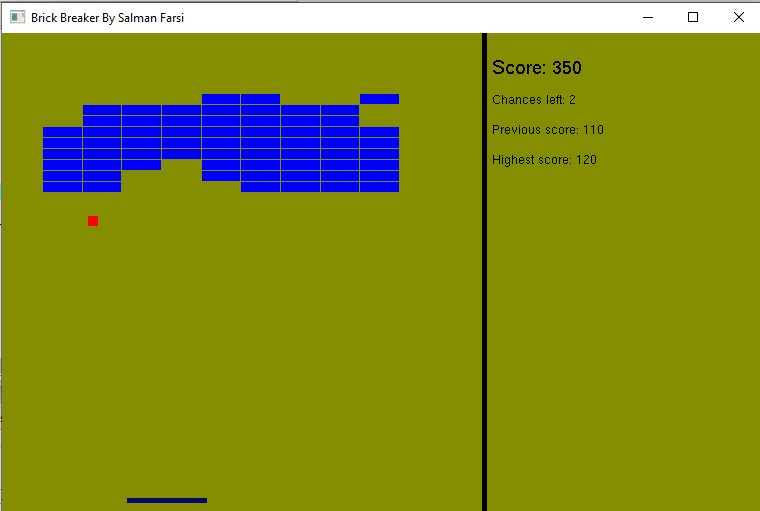 Brick Breaker By Salman Farsi
Score: 350
Chances left: 2
Previous score: 110
Highest score: 120